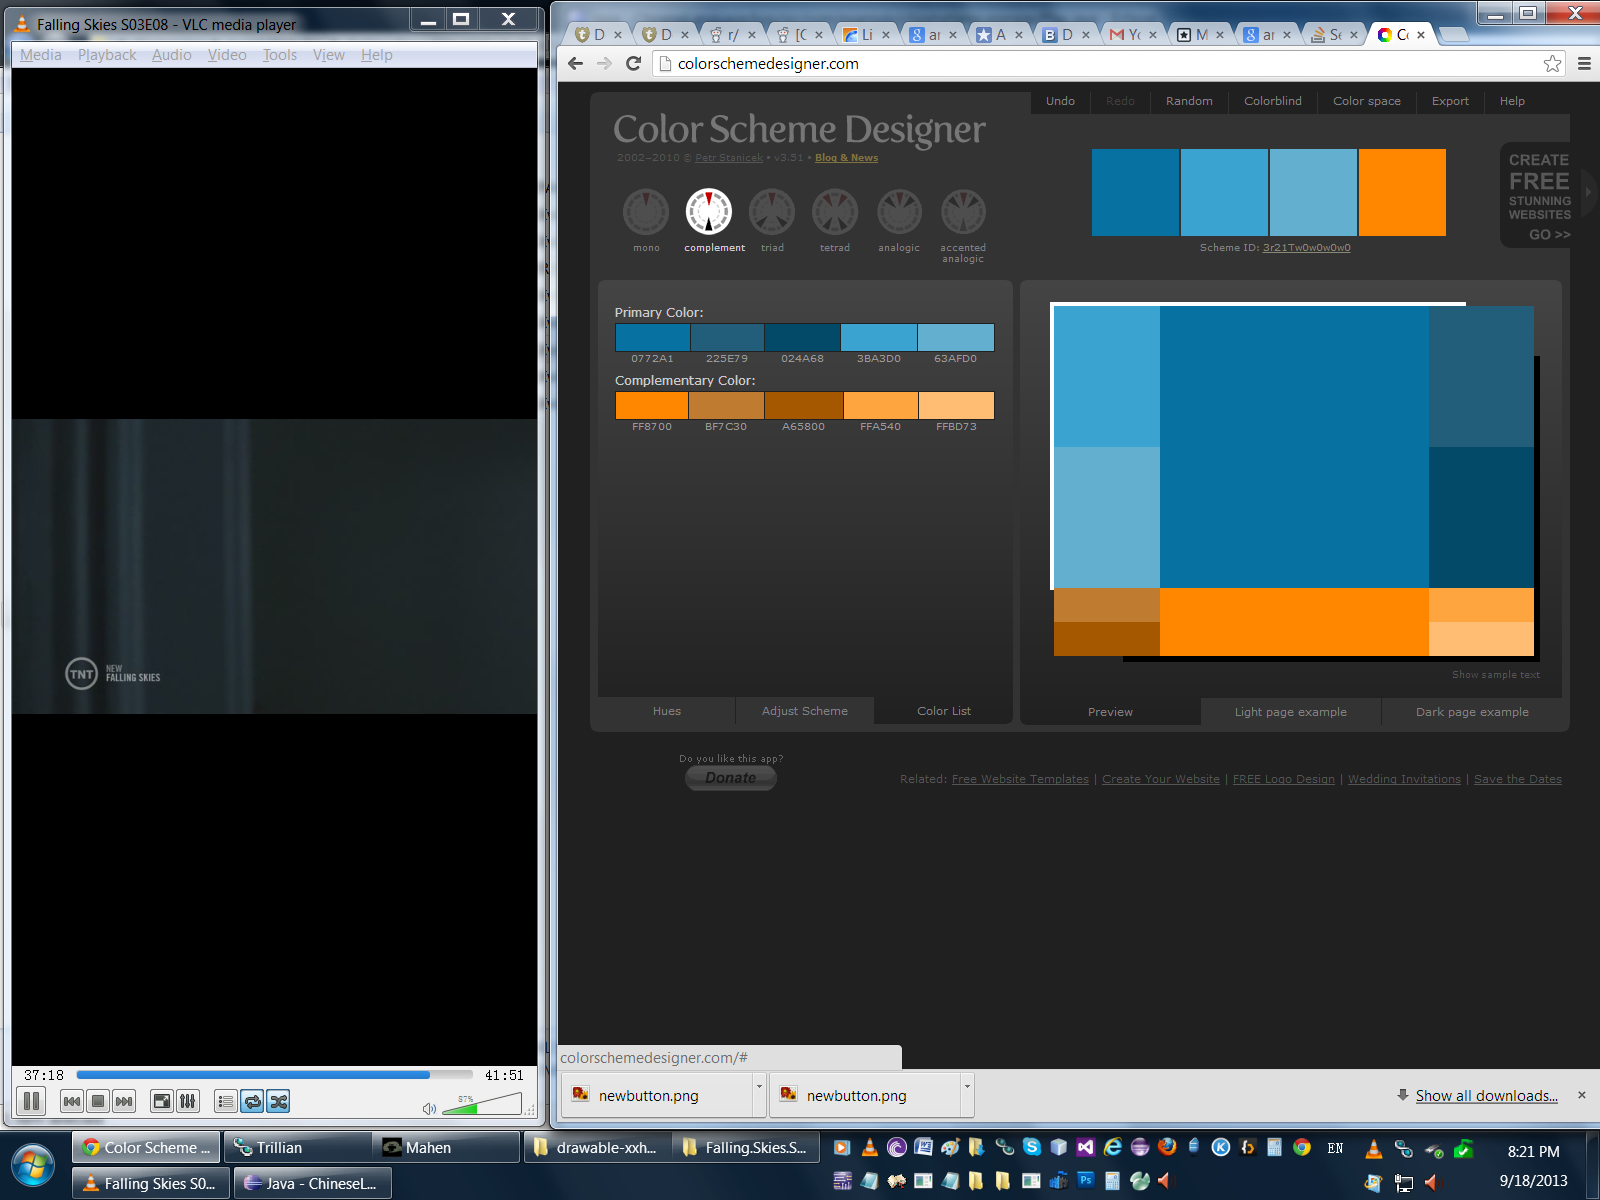 Falling Skies S03E08 - VLC media player
Media Playback Audio Video Tools View Help
TNT
NEW
FALLING SKIES
37:18
41:51
87%
D
D
r/
[C
Li
A
D
M
colorschemedesigner.com
Undo Redo Random Colorblind Color space Export Help
Color Scheme Designer
2002–2010 © Petr Stanicek • v3.51 • Blog & News
mono complement triad tetrad analogic accented
analogic
Scheme ID: 3r21Tw0w0w0w0
CREATE
FREE
STUNNING
WEBSITES
GO >>
Primary Color:
0772A1 225E79 024A68 3BA3D0 63AFD0
Complementary Color:
FF8700 BF7C30 A65800 FFA540 FFBD73
Show sample text
Hues Adjust Scheme Color List
Preview Light page example Dark page example
Do you like this app?
Donate
Related: Free Website Templates | Create Your Website | FREE Logo Design | Wedding Invitations | Save the Dates
colorschemedesigner.com/#
newbutton.png
newbutton.png
Show all downloads...
Color Scheme ...
Trillian
Mahen
drawable-xxh...
Falling.Skies.S...
EN
8:21 PM
Falling Skies S0...
Java - ChineseL...
9/18/2013